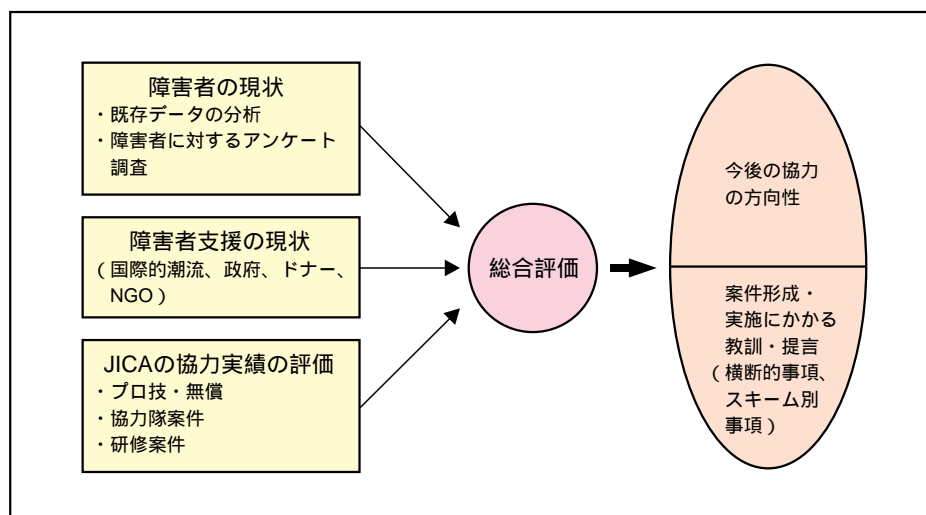 障害者の現状
・既存データの分析
・障害者に対するアンケート
調査
障害者支援の現状
（国際的潮流、政府、ドナー、
NGO）
JICAの協力実績の評価
・プロ技・無償
・協力隊案件
・研修案件
総合評価
今後の協力
の方向性
案件形成・
実施にかかる
教訓・提言
（横断的事項、
スキーム別
事項）